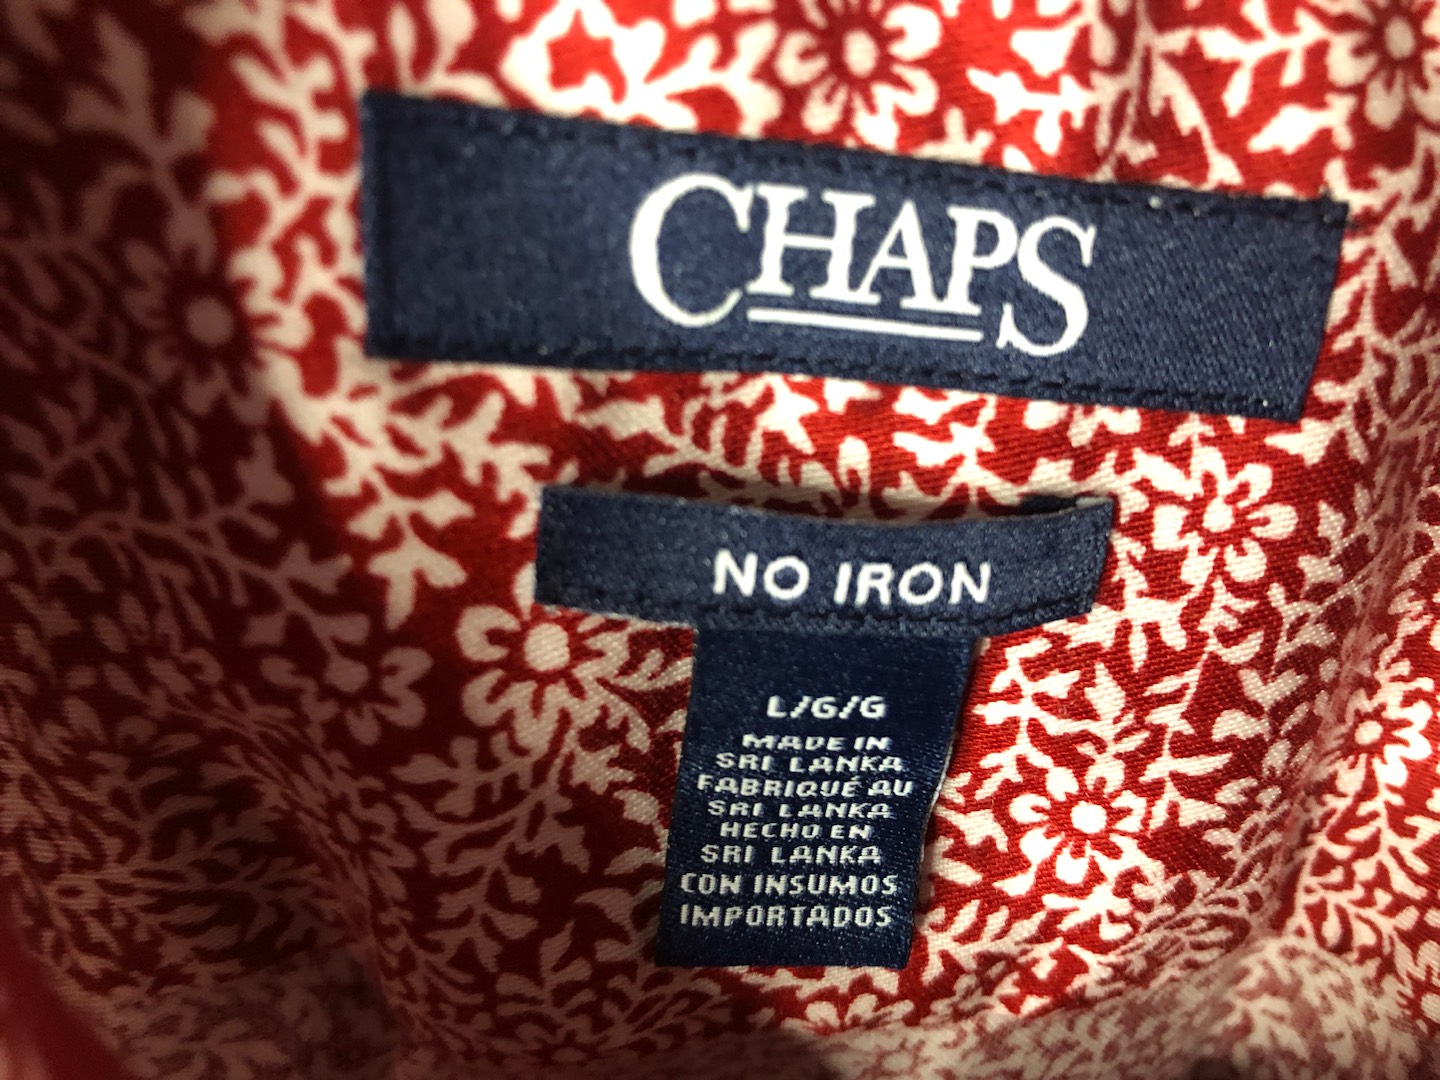 CHAPS
NO IRON
L/G/G
MADE IN
SRI LANKA
FABRIQUÉ AU
SRI LANKA
HECHO EN
SRI LANKA
CON INSUMOS
IMPORTADOS